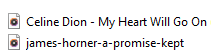 Celine Dion - My Heart Will Go On
james-horner-a-promise-kept